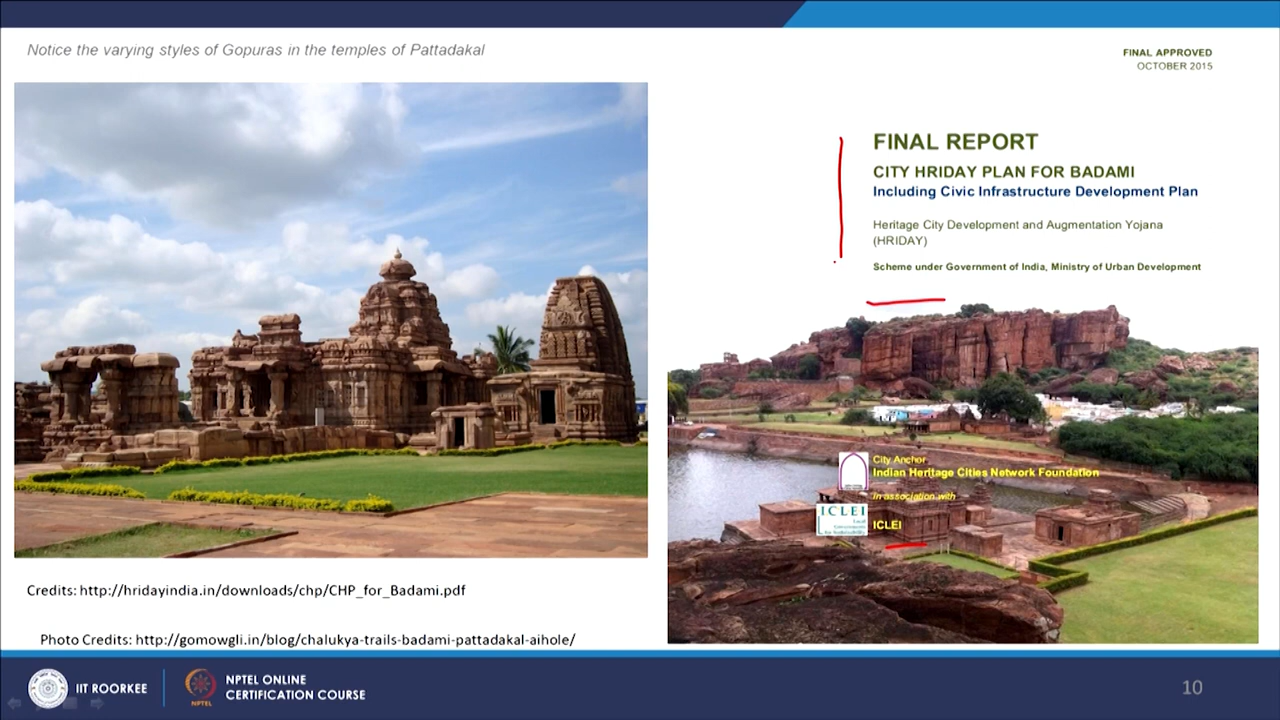 Notice the varying styles of Gopuras in the temples of Pattadakal
FINAL APPROVED
OCTOBER 2015
FINAL REPORT
CITY HRIDAY PLAN FOR BADAMI
Including Civic Infrastructure Development Plan
Heritage City Development and Augmentation Yojana
(HRIDAY)
Scheme under Government of India, Ministry of Urban Development
City Anchor
Indian Heritage Cities Network Foundation
in association with
ICLEI
Local
Governments
for Sustainability
ICLEI
Credits: http://hridayindia.in/downloads/chp/CHP_for_Badami.pdf
Photo Credits: http://gomowgli.in/blog/chalukya-trails-badami-pattadakal-aihole/
IIT ROORKEE
NPTEL
NPTEL ONLINE
CERTIFICATION COURSE
10